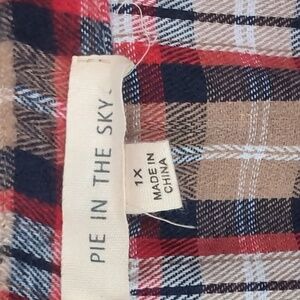 PIE IN THE SKY
1X
MADE IN
CHINA